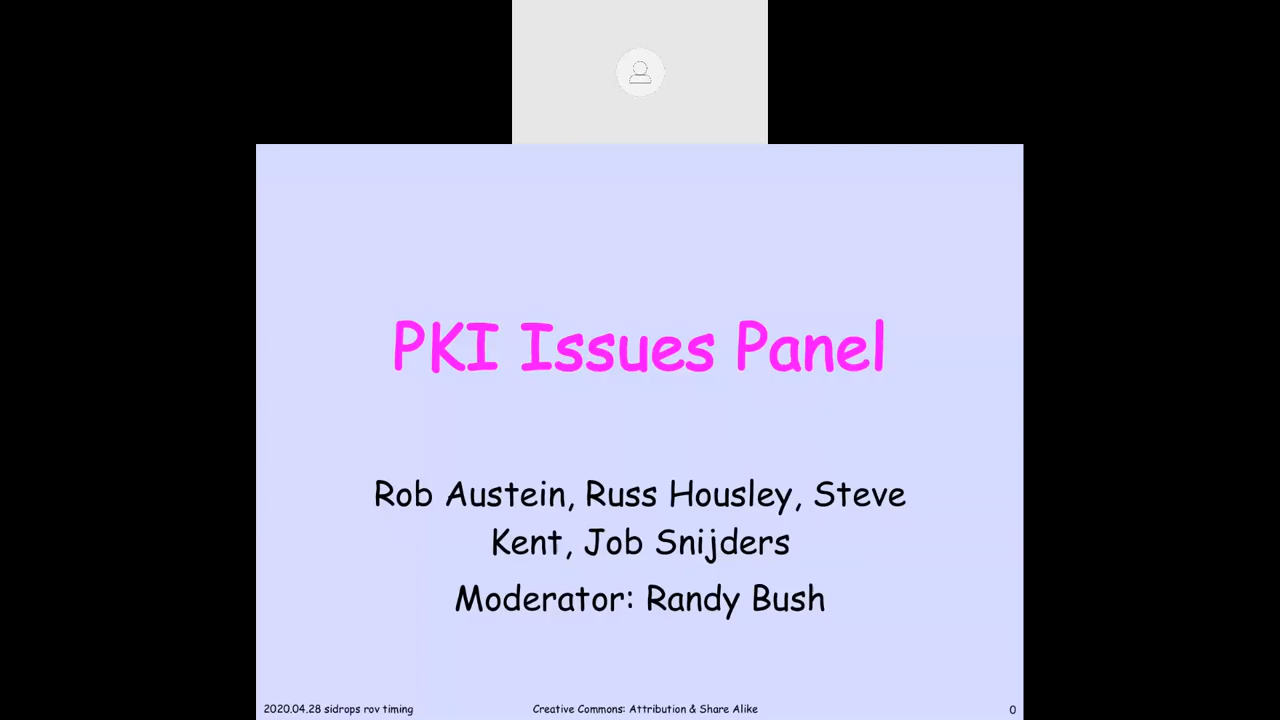 PKI Issues Panel
Rob Austein, Russ Housley, Steve
Kent, Job Snijders
Moderator: Randy Bush
2020.04.28 sidrops rov timing
Creative Commons: Attribution & Share Alike
0